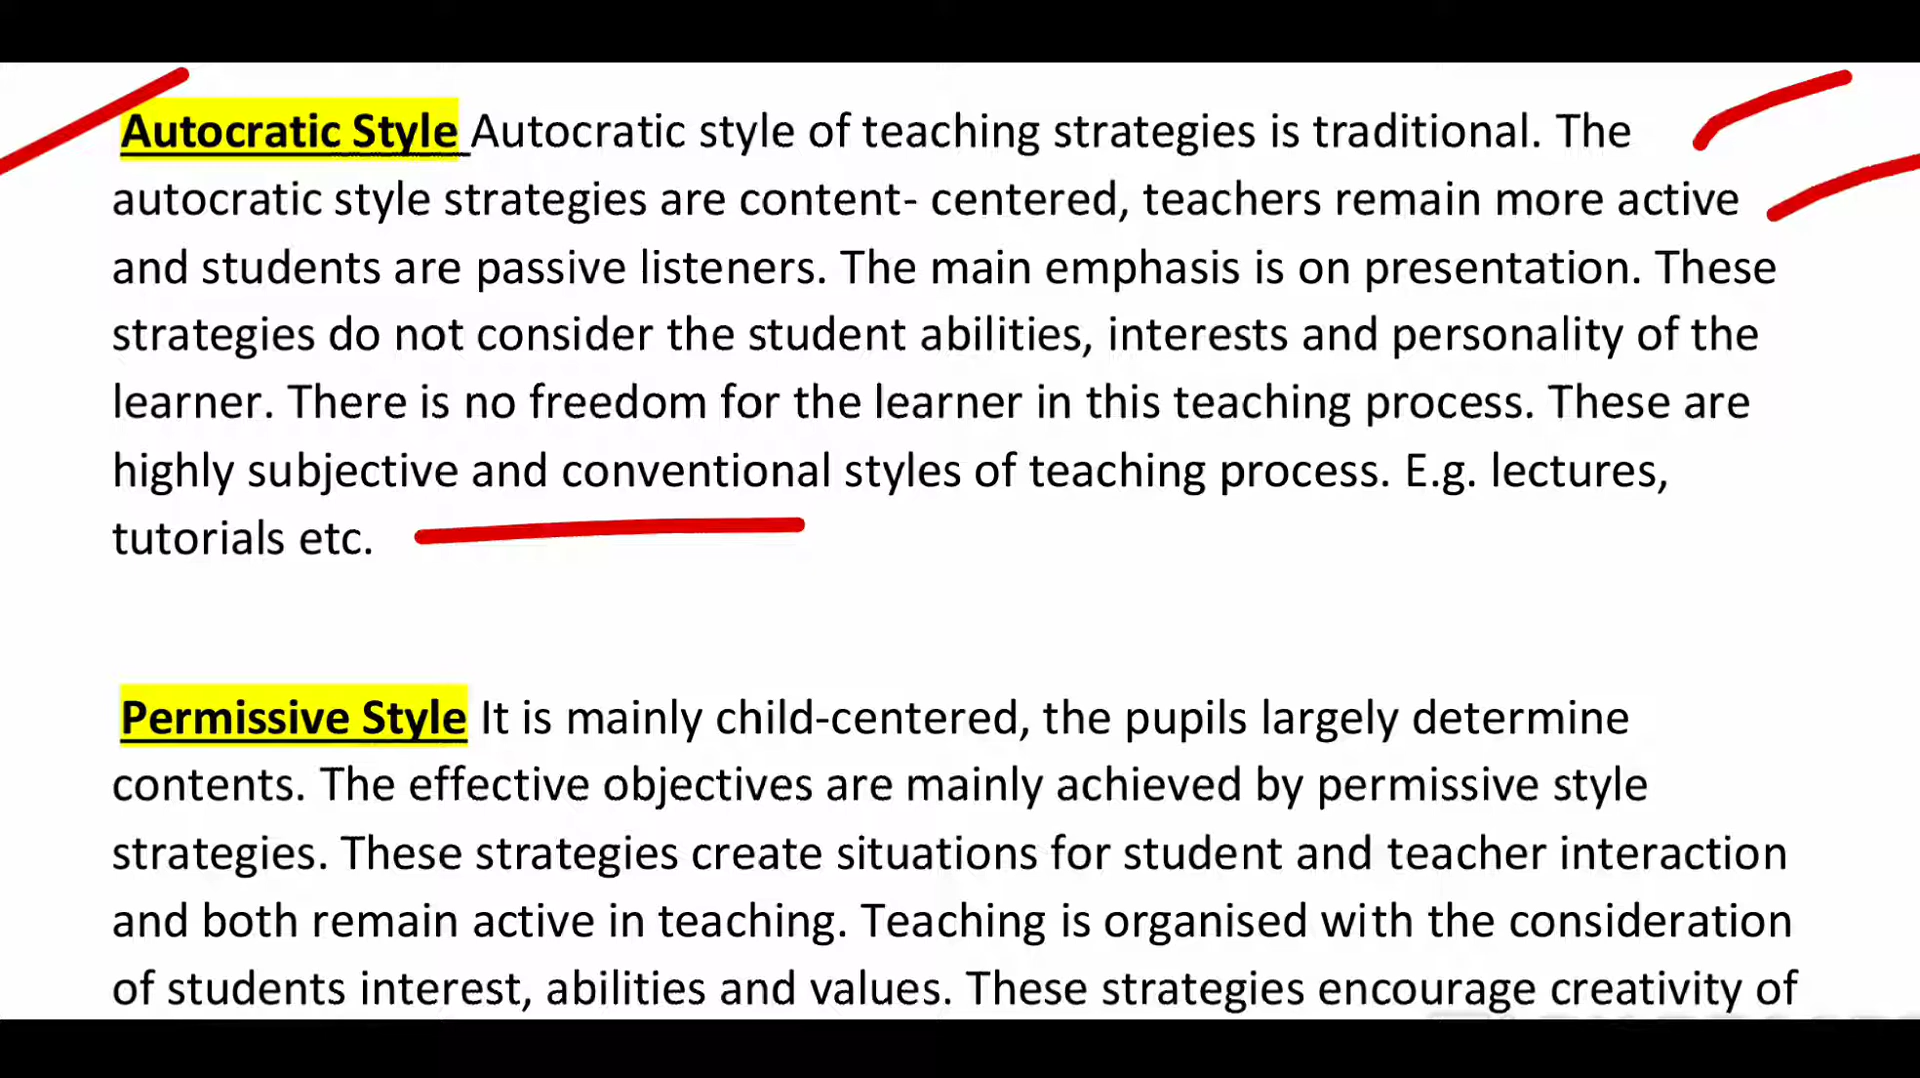 Autocratic Style Autocratic style of teaching strategies is traditional. The
autocratic style strategies are content- centered, teachers remain more active
and students are passive listeners. The main emphasis is on presentation. These
strategies do not consider the student abilities, interests and personality of the
learner. There is no freedom for the learner in this teaching process. These are
highly subjective and conventional styles of teaching process. E.g. lectures,
tutorials etc.
Permissive Style It is mainly child-centered, the pupils largely determine
contents. The effective objectives are mainly achieved by permissive style
strategies. These strategies create situations for student and teacher interaction
and both remain active in teaching. Teaching is organised with the consideration
of students interest, abilities and values. These strategies encourage creativity of